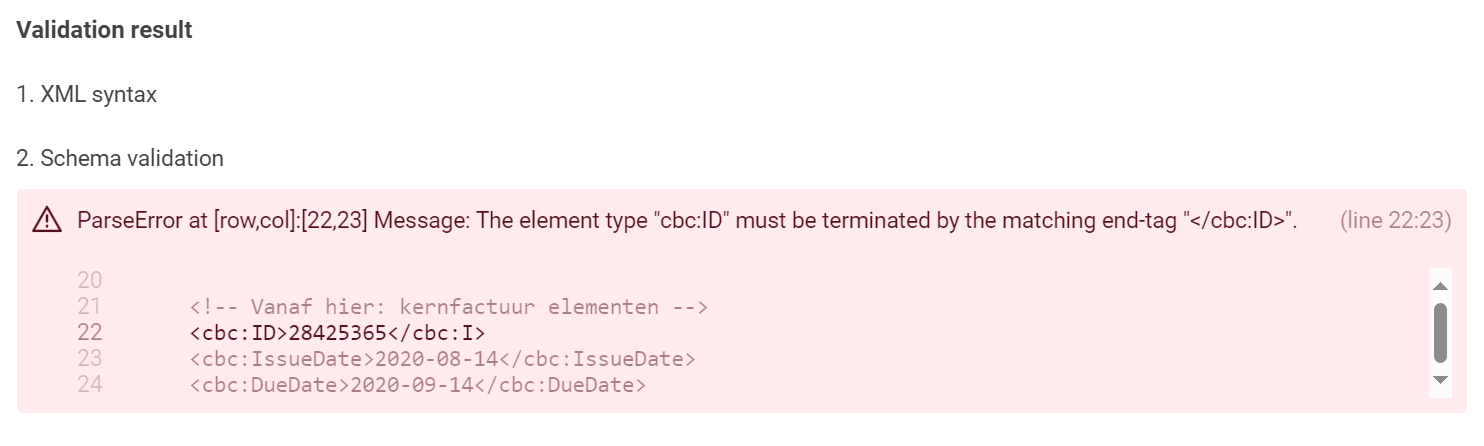 Validation result
1. XML syntax
2. Schema validation
ParseError at [row,col]:[22,23] Message: The element type "cbc:ID" must be terminated by the matching end-tag "</cbc:ID>". (line 22:23)
20
21 <!-- Vanaf hier: kernfactuur elementen -->
22 <cbc:ID>28425365</cbc:I>
23 <cbc:IssueDate>2020-08-14</cbc:IssueDate>
24 <cbc:DueDate>2020-09-14</cbc:DueDate>